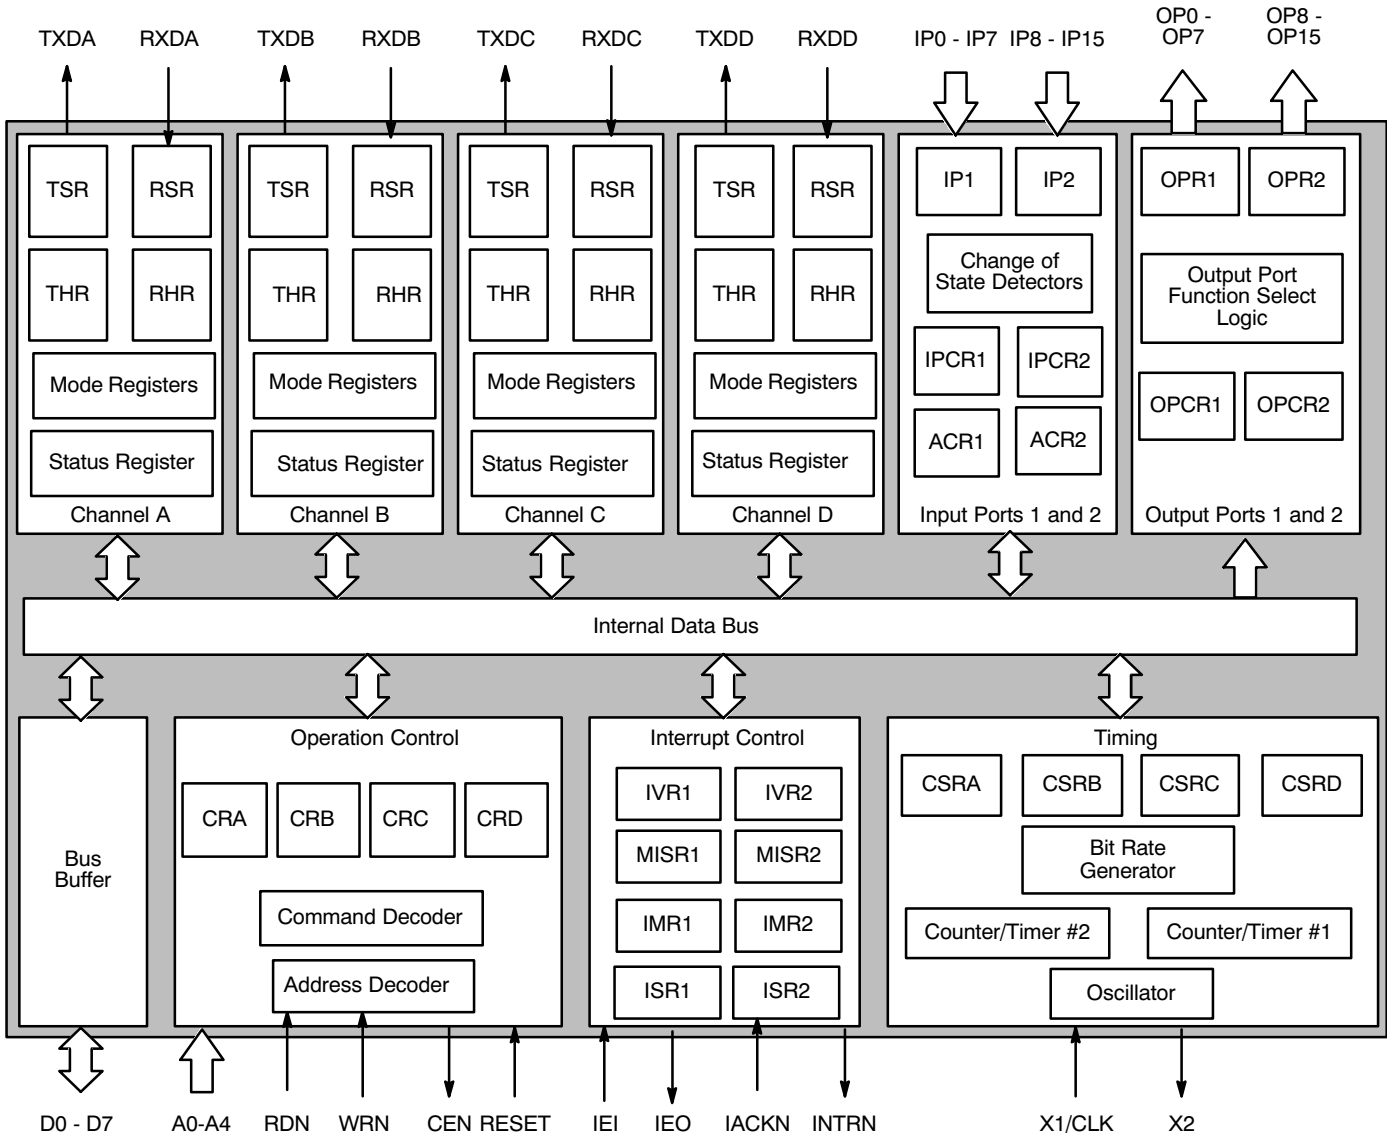 TXDA RXDA TXDB RXDB TXDC RXDC TXDD RXDD IP0 - IP7 IP8 - IP15
OP0 -
OP7
OP8 -
OP15
TSR RSR
THR RHR
Mode Registers
Status Register
Channel A
TSR RSR
THR RHR
Mode Registers
Status Register
Channel B
TSR RSR
THR RHR
Mode Registers
Status Register
Channel C
TSR RSR
THR RHR
Mode Registers
Status Register
Channel D
IP1 IP2
Change of
State Detectors
IPCR1 IPCR2
ACR1 ACR2
Input Ports 1 and 2
OPR1 OPR2
Output Port
Function Select
Logic
OPCR1 OPCR2
Output Ports 1 and 2
Internal Data Bus
Bus
Buffer
Operation Control
CRA CRB CRC CRD
Command Decoder
Address Decoder
Interrupt Control
IVR1 IVR2
MISR1 MISR2
IMR1 IMR2
ISR1 ISR2
Timing
CSRA CSRB CSRC CSRD
Bit Rate
Generator
Counter/Timer #2 Counter/Timer #1
Oscillator
D0 - D7 A0-A4 RDN WRN CEN RESET IEI IEO IACKN INTRN X1/CLK X2